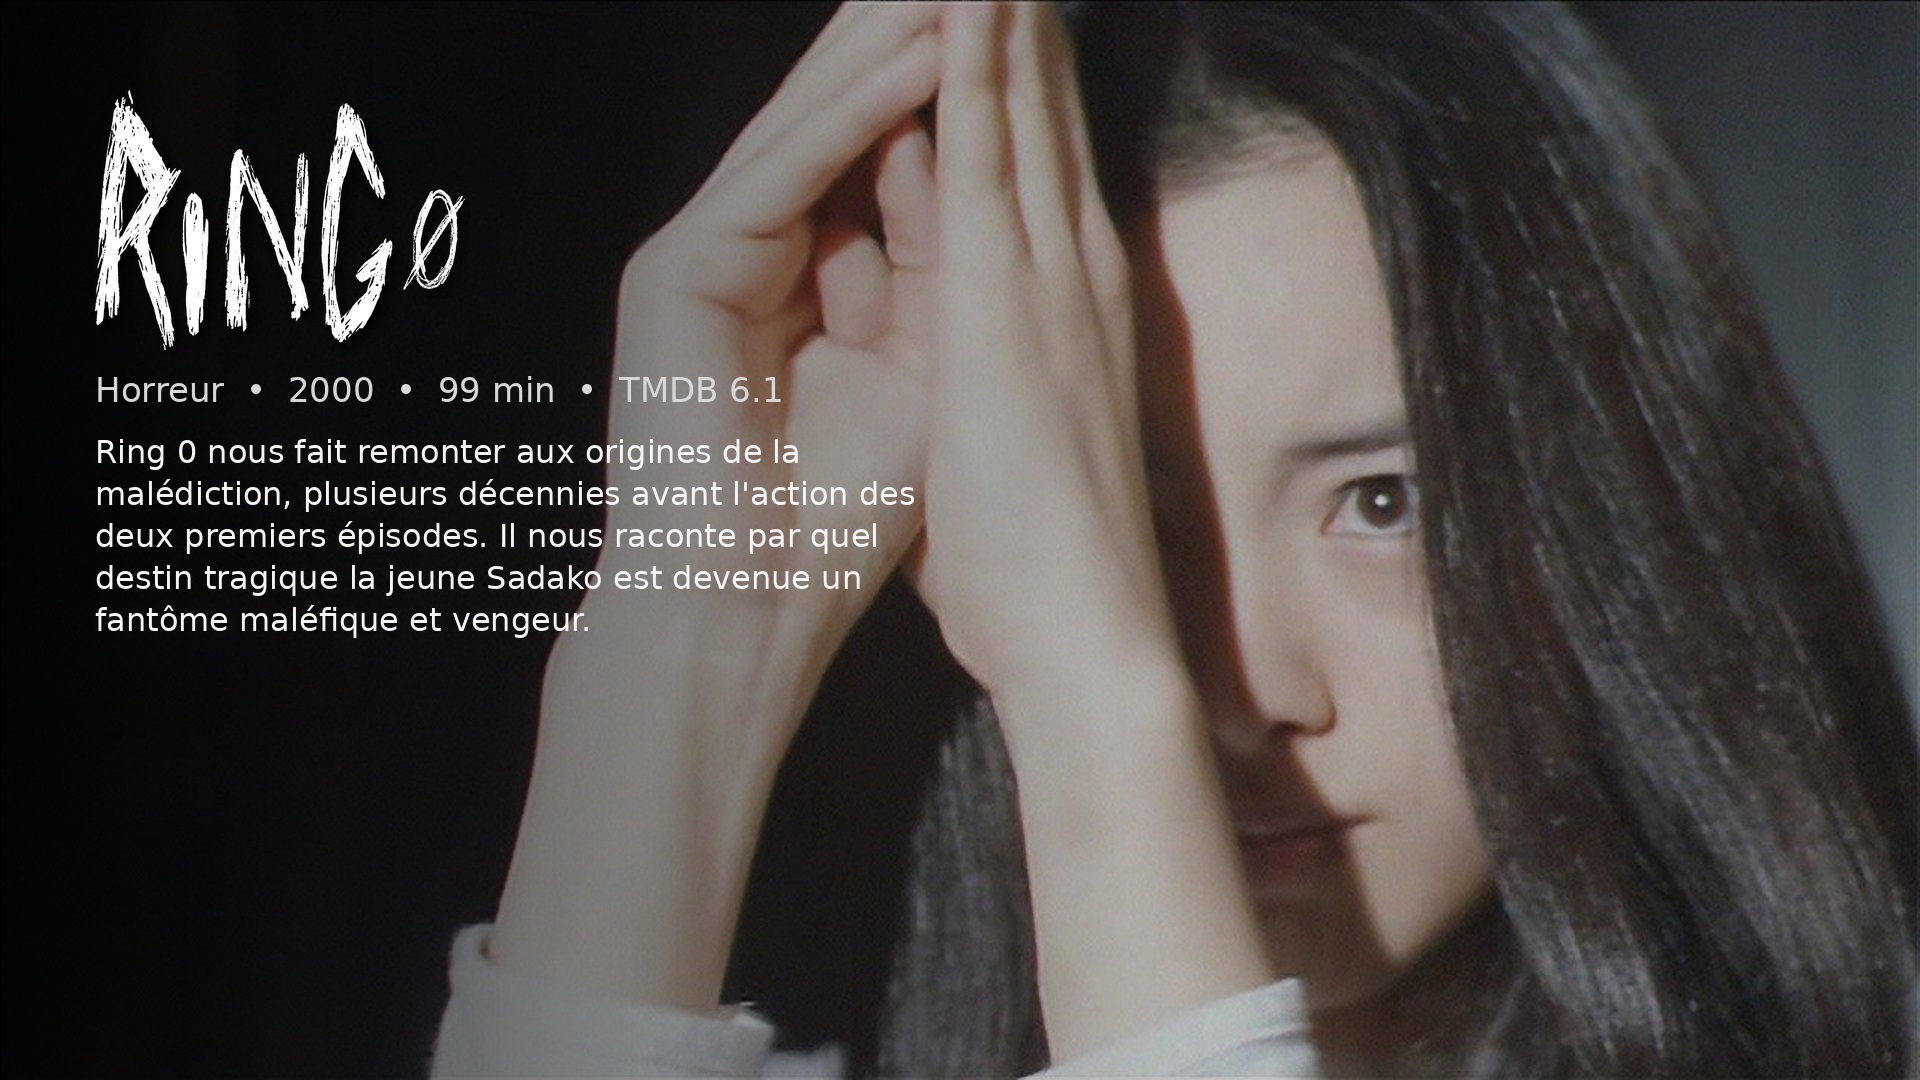 RiNG 0
Horreur • 2000 • 99 min • TMDB 6.1
Ring 0 nous fait remonter aux origines de la
malédiction, plusieurs décennies avant l'action des
deux premiers épisodes. Il nous raconte par quel
destin tragique la jeune Sadako est devenue un
fantôme maléfique et vengeur.